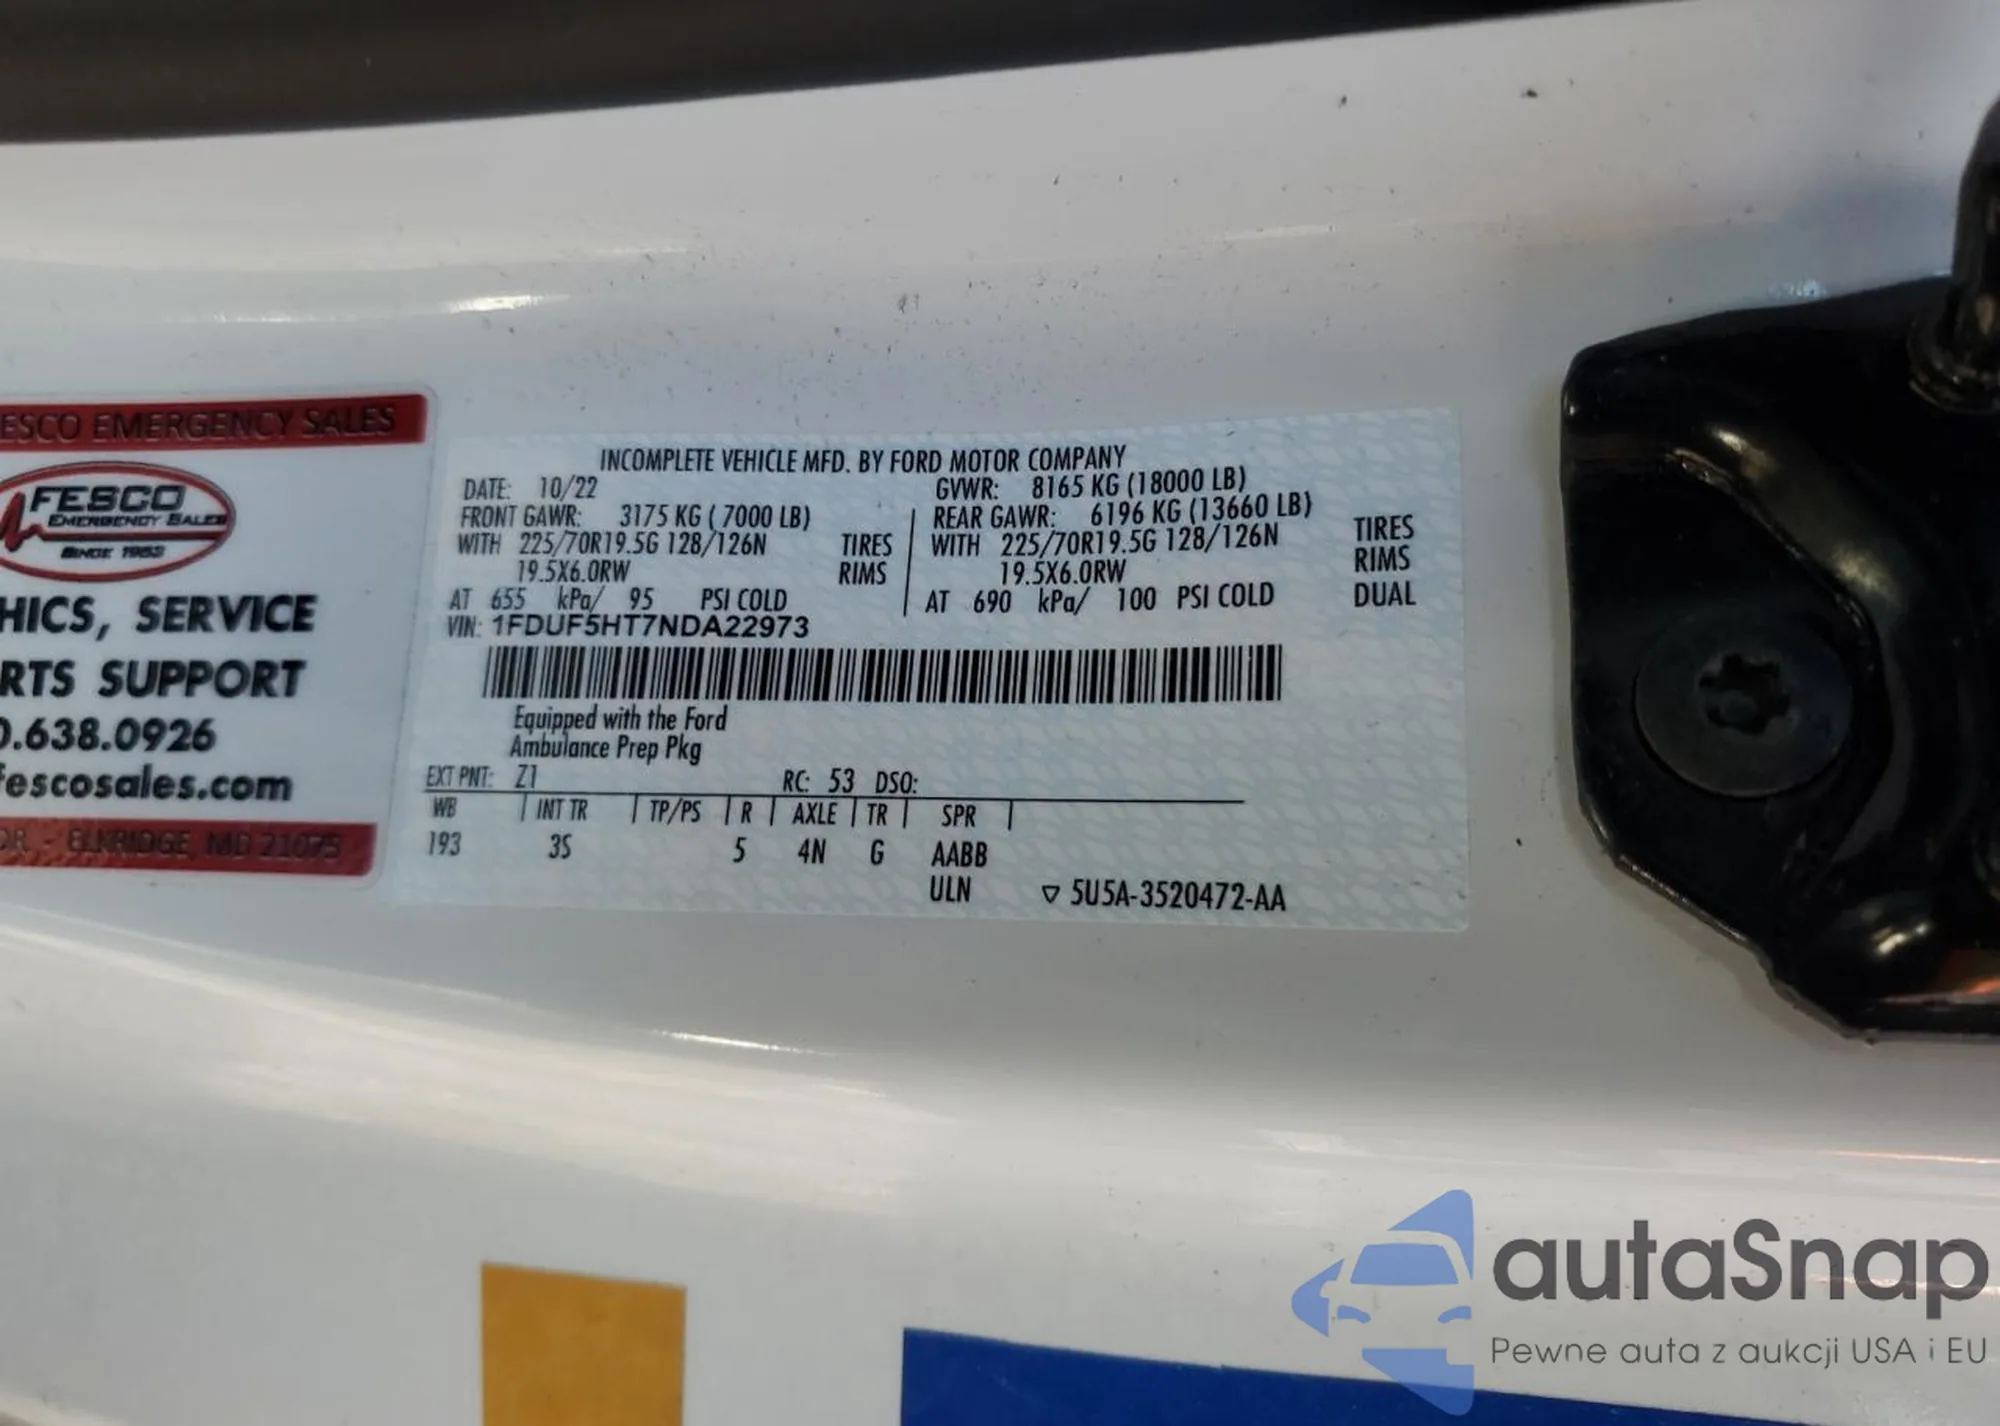 ESCO EMERGENCY SALES
FESCO
EMERGENCY SALES
SINCE 1953
HICS, SERVICE
RTS SUPPORT
0.638.0926
fescosales.com
DR. - ELKRIDGE, MD 21075
INCOMPLETE VEHICLE MFD. BY FORD MOTOR COMPANY
DATE: 10/22 GVWR: 8165 KG (18000 LB)
FRONT GAWR: 3175 KG ( 7000 LB) REAR GAWR: 6196 KG (13660 LB)
WITH 225/70R19.5G 128/126N TIRES WITH 225/70R19.5G 128/126N TIRES
19.5X6.0RW RIMS 19.5X6.0RW RIMS
AT 655 kPa/ 95 PSI COLD AT 690 kPa/ 100 PSI COLD DUAL
VIN: 1FDUF5HT7NDA22973
Equipped with the Ford
Ambulance Prep Pkg
EXT PNT: Z1 RC: 53 DSO:
WB INT TR TP/PS R AXLE TR SPR
193 3S 5 4N G AABB
ULN ▽ 5U5A-3520472-AA
autaSnap
Pewne auta z aukcji USA i EU